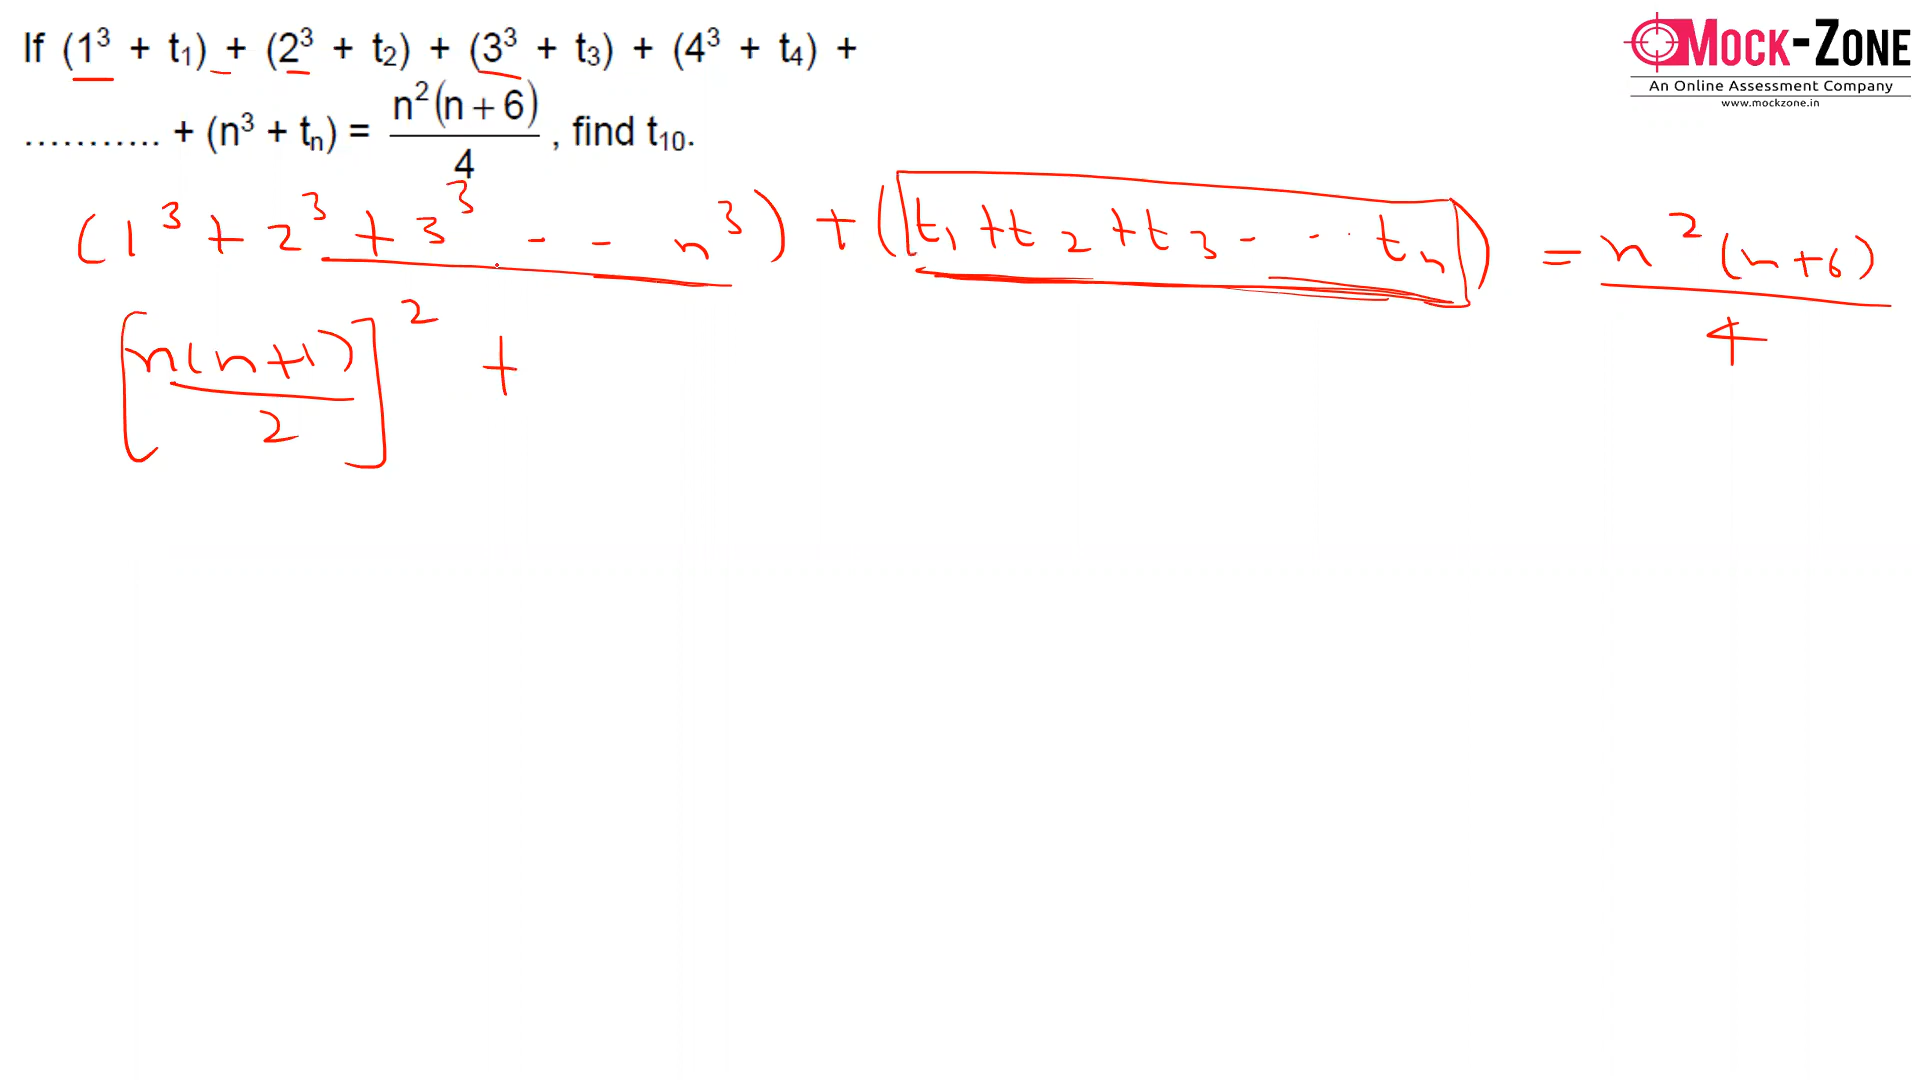 If (1³ + t₁) + (2³ + t₂) + (3³ + t₃) + (4³ + t₄) +
........... + (n³ + tₙ) = n²(n + 6)/4 , find t₁₀.
MOCK-ZONE
An Online Assessment Company
www.mockzone.in
(1³ + 2³ + 3³ - - n³) + (t₁ + t₂ + t₃ - - · tₙ) = n²(n+6)/4
[n(n+1)/2]² +